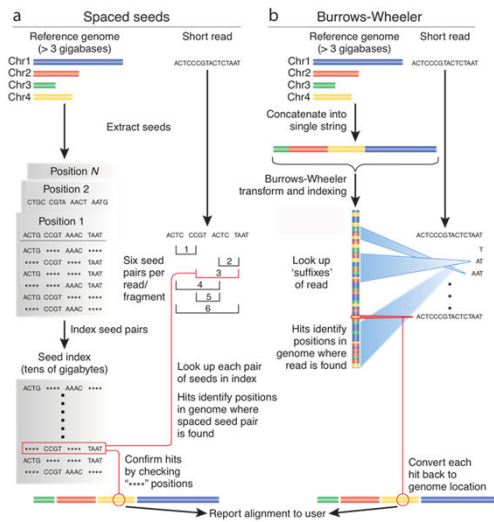 a
Spaced seeds
Reference genome
(> 3 gigabases)
Short read
Chr1
Chr2
Chr3
Chr4
ACTCCCGTACTCTAAT
Extract seeds
Position N
Position 2
CTGC CGTA AACT AATG
Position 1
ACTG CCGT AAAC TAAT
ACTG **** AAAC ****
**** CCGT **** TAAT
ACTG **** **** TAAT
**** CCGT AAAC ****
ACTG CCGT **** ****
**** **** AAAC TAAT
Index seed pairs
Seed index
(tens of gigabytes)
ACTG **** AAAC ****
**** CCGT **** TAAT
ACTG **** **** TAAT
**** CCGT AAAC ****
ACTC CCGT ACTC TAAT
1
2
3
4
5
6
Six seed
pairs per
read/
fragment
Look up each pair
of seeds in index
Hits identify positions
in genome where
spaced seed pair
is found
Confirm hits
by checking
"****" positions
Report alignment to user
b
Burrows-Wheeler
Reference genome
(> 3 gigabases)
Short read
Chr1
Chr2
Chr3
Chr4
ACTCCCGTACTCTAAT
Concatenate into
single string
Burrows-Wheeler
transform and indexing
ACTCCCGTACTCTAAT
T
AT
AAT
ACTCCCGTACTCTAAT
Look up
'suffixes'
of read
Hits identify
positions in
genome where
read is found
Convert each
hit back to
genome location